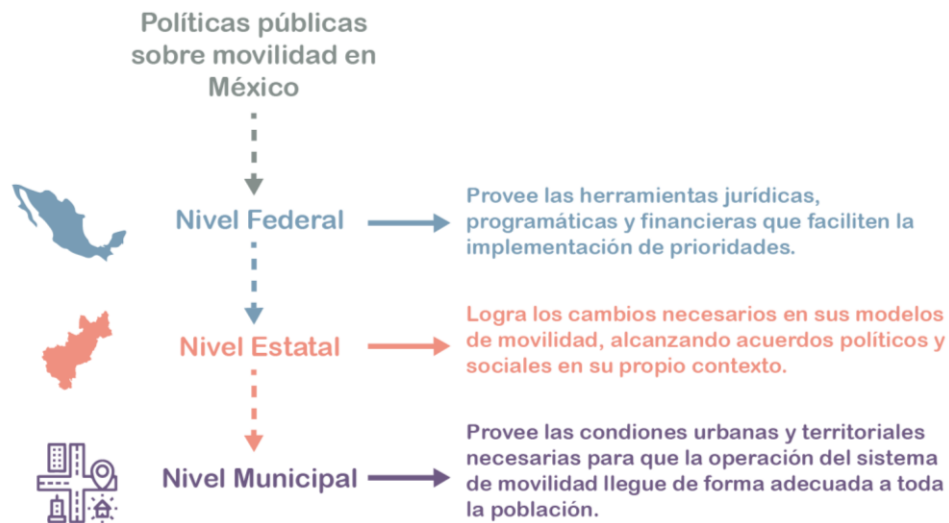 Políticas públicas
sobre movilidad en
México
Nivel Federal
Provee las herramientas jurídicas,
programáticas y financieras que faciliten la
implementación de prioridades.
Nivel Estatal
Logra los cambios necesarios en sus modelos
de movilidad, alcanzando acuerdos políticos y
sociales en su propio contexto.
Nivel Municipal
Provee las condiones urbanas y territoriales
necesarias para que la operación del sistema
de movilidad llegue de forma adecuada a toda
la población.